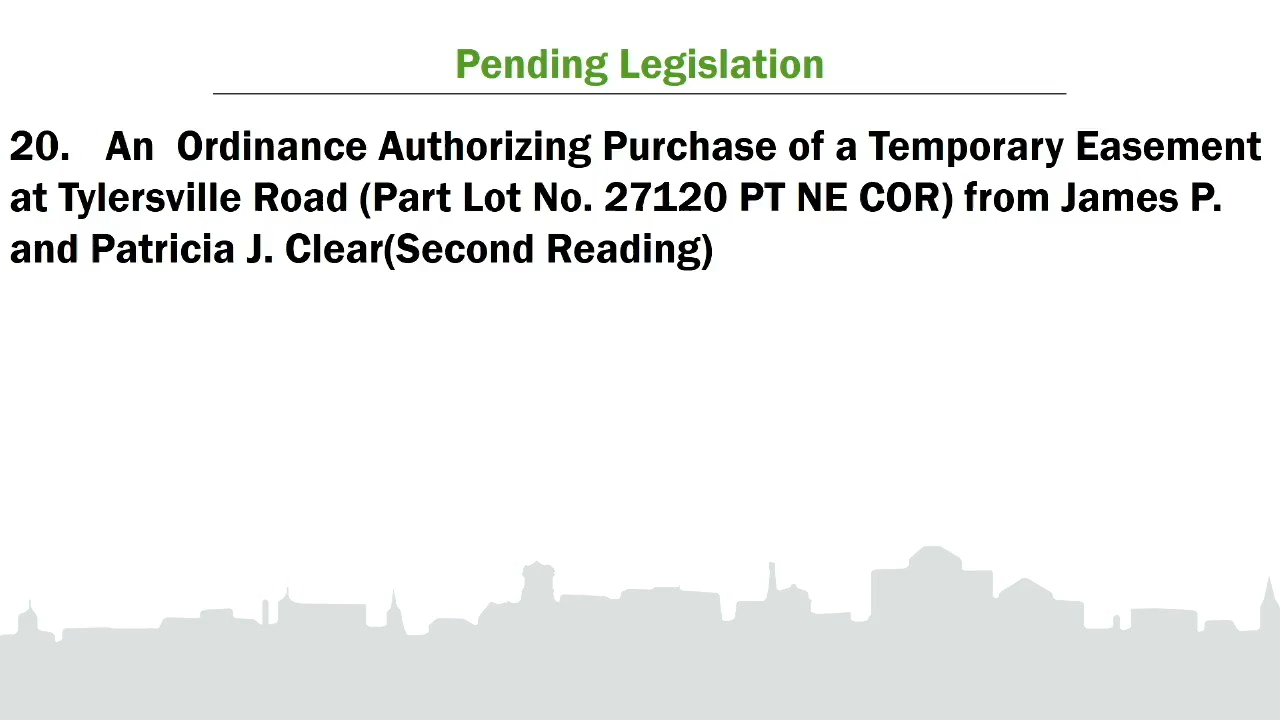 Pending Legislation
20. An Ordinance Authorizing Purchase of a Temporary Easement
at Tylersville Road (Part Lot No. 27120 PT NE COR) from James P.
and Patricia J. Clear(Second Reading)